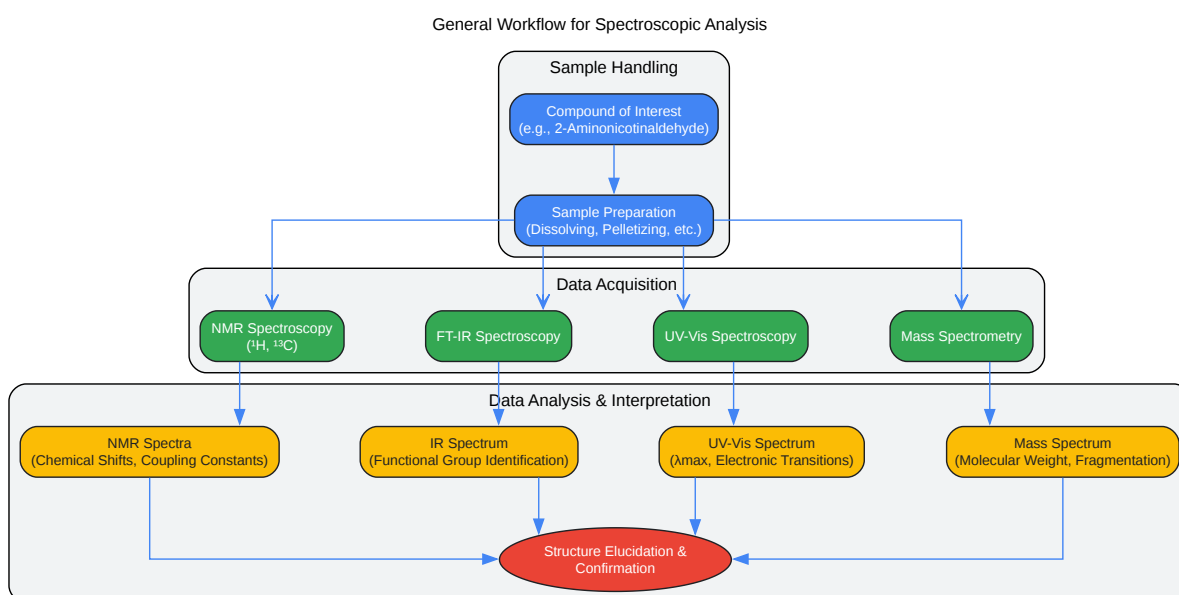 General Workflow for Spectroscopic Analysis
Sample Handling
Compound of Interest
(e.g., 2-Aminonicotinaldehyde)
Sample Preparation
(Dissolving, Pelletizing, etc.)
Data Acquisition
NMR Spectroscopy
(¹H, ¹³C)
FT-IR Spectroscopy
UV-Vis Spectroscopy
Mass Spectrometry
Data Analysis & Interpretation
NMR Spectra
(Chemical Shifts, Coupling Constants)
IR Spectrum
(Functional Group Identification)
UV-Vis Spectrum
(λmax, Electronic Transitions)
Mass Spectrum
(Molecular Weight, Fragmentation)
Structure Elucidation &
Confirmation